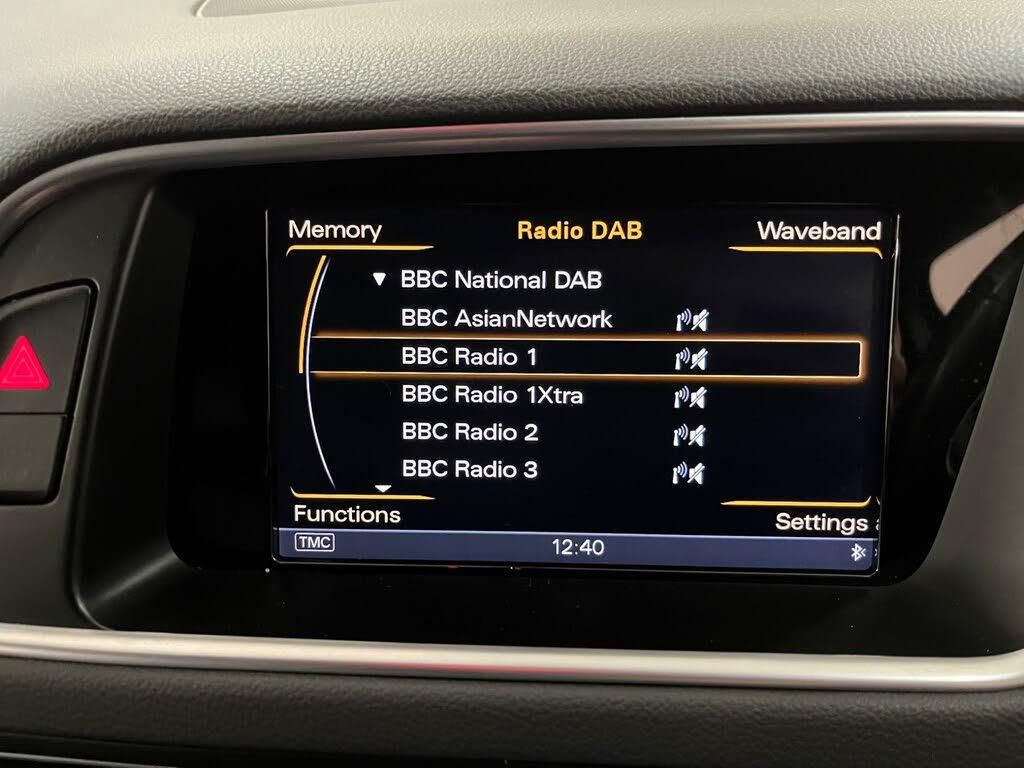 Memory Radio DAB Waveband
BBC National DAB
BBC AsianNetwork
BBC Radio 1
BBC Radio 1Xtra
BBC Radio 2
BBC Radio 3
Functions Settings
TMC 12:40